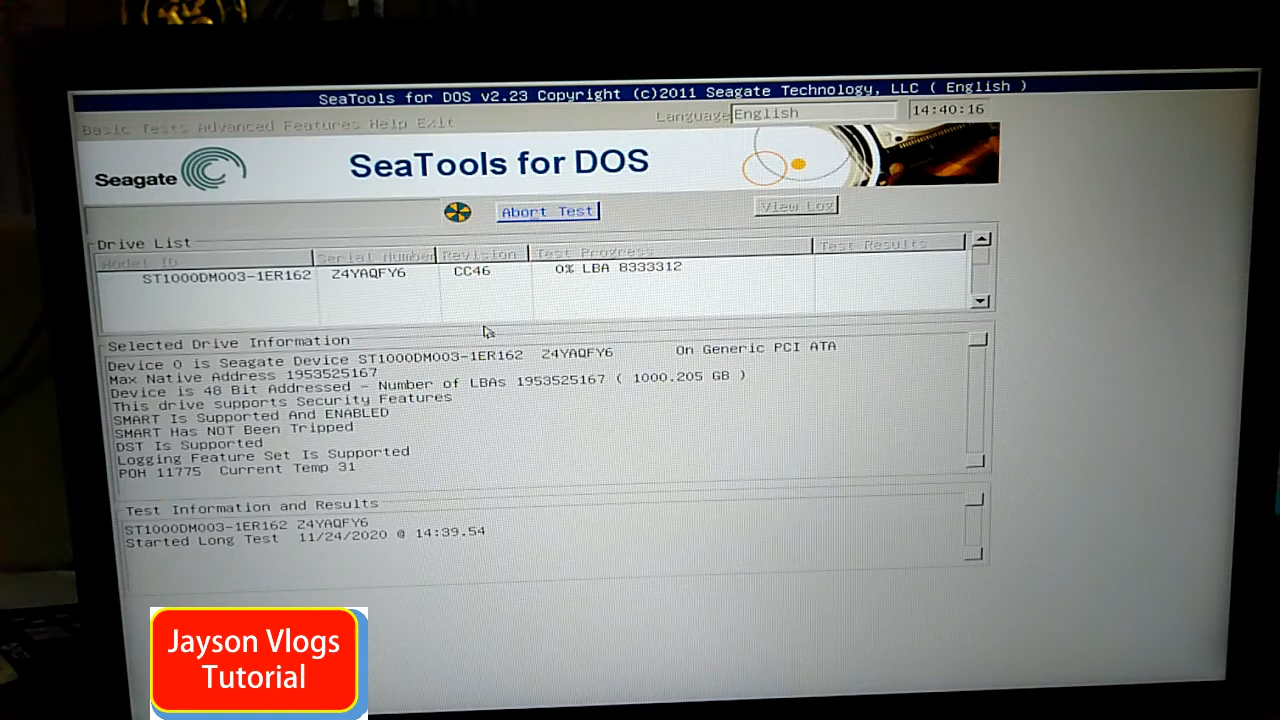 SeaTools for DOS v2.23 Copyright (c)2011 Seagate Technology, LLC ( English )
Basic Tests Advanced Features Help Exit Language English 14:40:16
Seagate SeaTools for DOS
Abort Test View Log
Drive List
Model ID Serial Number Revision Test Progress Test Results
ST1000DM003-1ER162 Z4YAQFY6 CC46 0% LBA 8333312
Selected Drive Information
Device 0 is Seagate Device ST1000DM003-1ER162 Z4YAQFY6 On Generic PCI ATA
Max Native Address 1953525167
Device is 48 Bit Addressed - Number of LBAs 1953525167 ( 1000.205 GB )
This drive supports Security Features
SMART Is Supported And ENABLED
SMART Has NOT Been Tripped
DST Is Supported
Logging Feature Set Is Supported
POH 11775 Current Temp 31
Test Information and Results
ST1000DM003-1ER162 Z4YAQFY6
Started Long Test 11/24/2020 @ 14:39.54
Jayson Vlogs
Tutorial